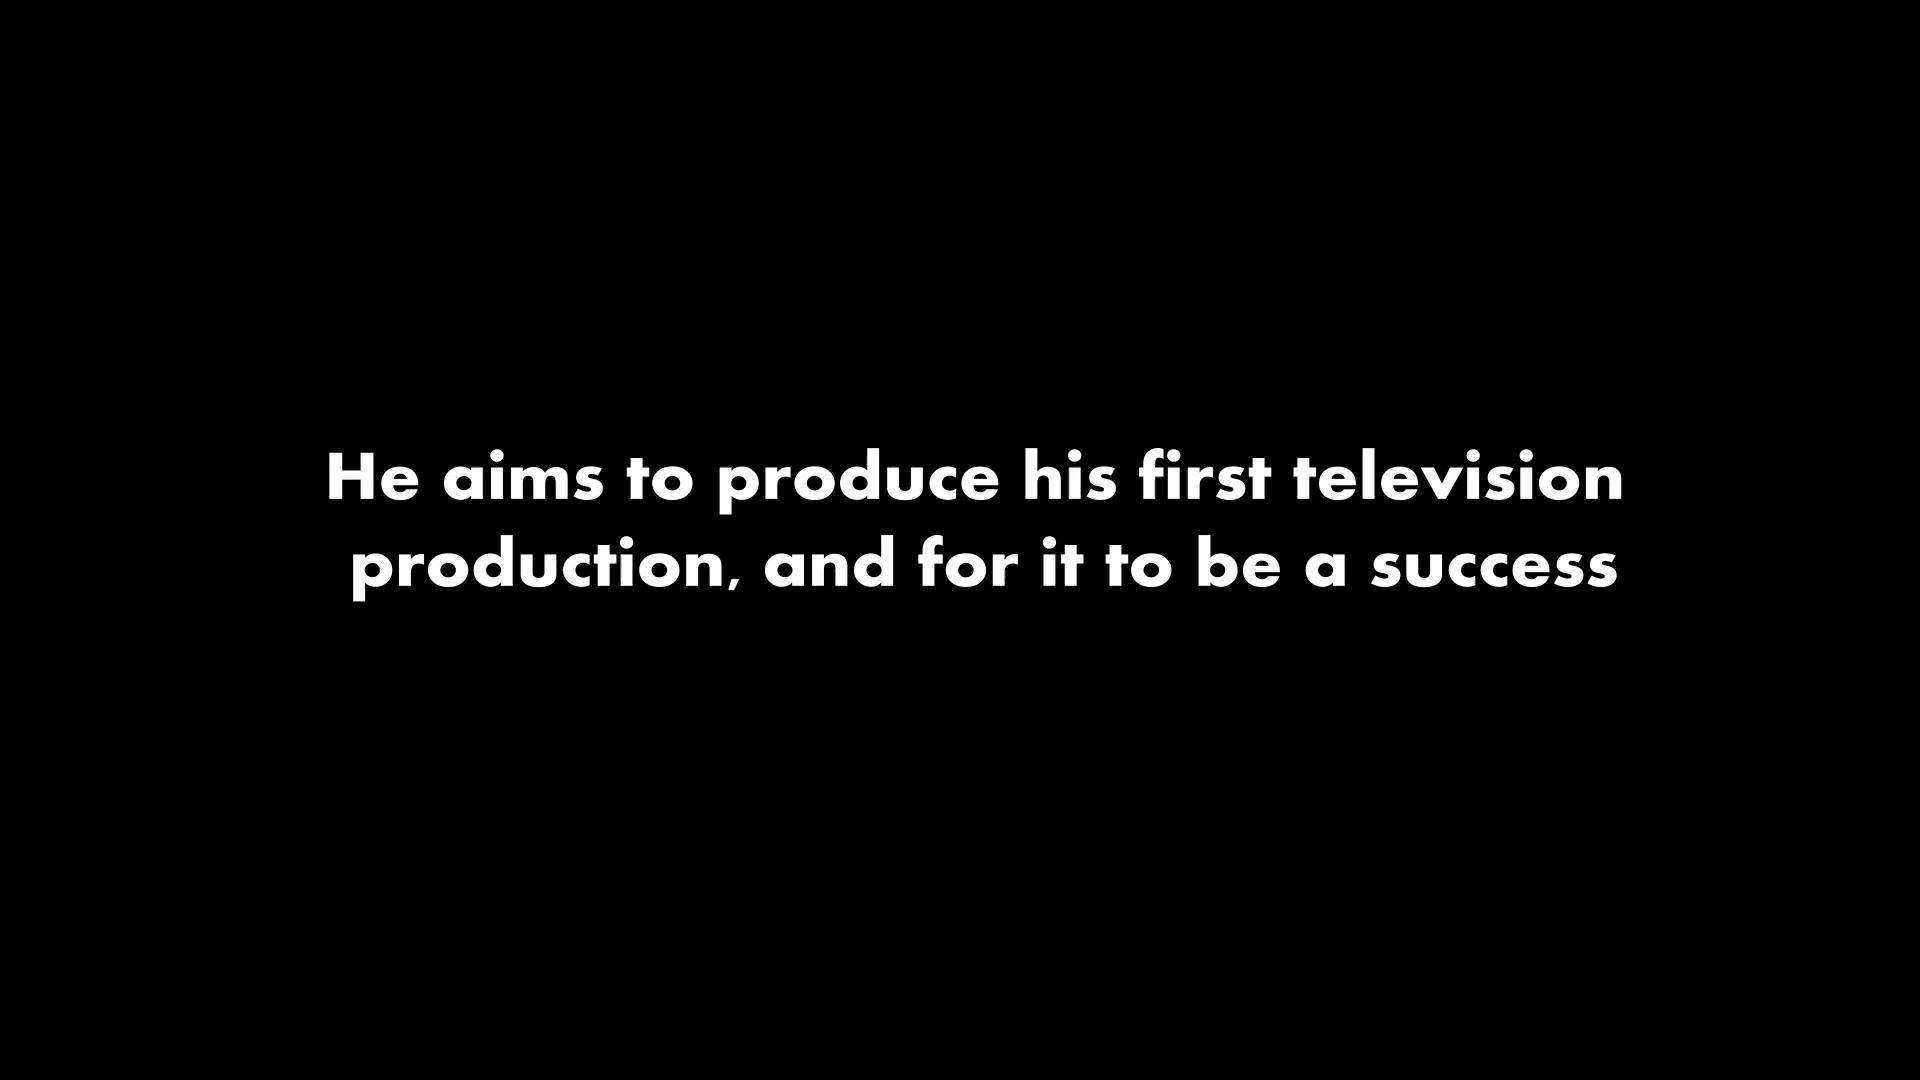 He aims to produce his first television
production, and for it to be a success